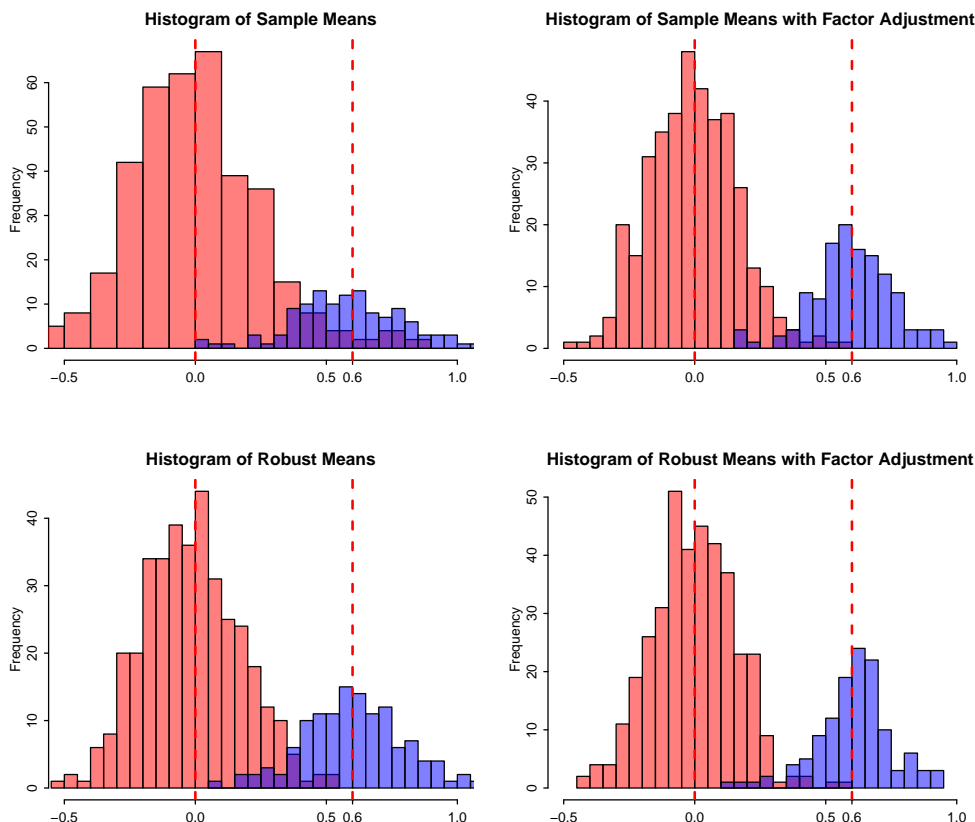 Histogram of Sample Means
Frequency
60
50
40
30
20
10
0
−0.5 0.0 0.5 0.6 1.0
Histogram of Sample Means with Factor Adjustment
Frequency
40
30
20
10
0
−0.5 0.0 0.5 0.6 1.0
Histogram of Robust Means
Frequency
40
30
20
10
0
−0.5 0.0 0.5 0.6 1.0
Histogram of Robust Means with Factor Adjustment
Frequency
50
40
30
20
10
0
−0.5 0.0 0.5 0.6 1.0